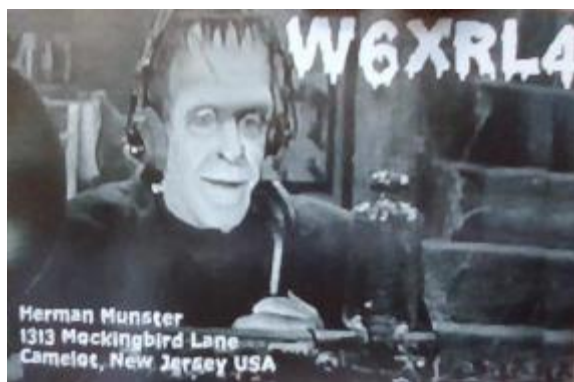 W6XRL4
Herman Munster
1313 Mockingbird Lane
Camelot, New Jersey USA